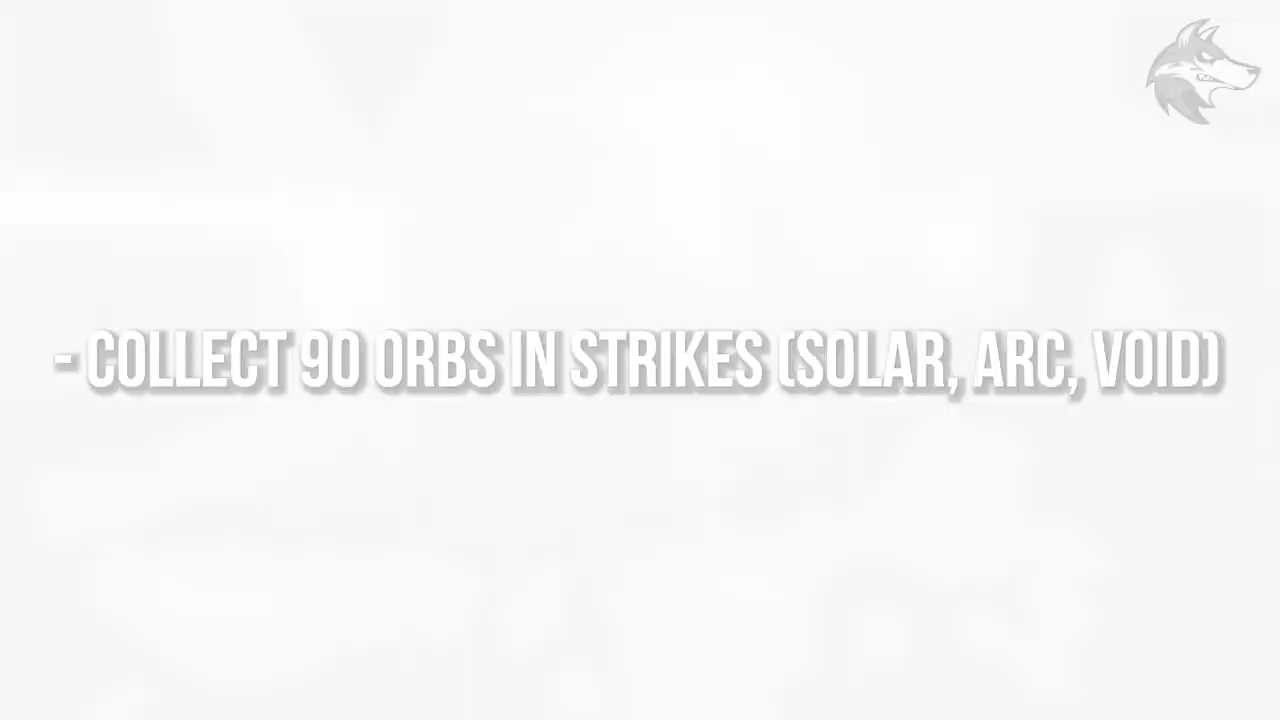 - COLLECT 90 ORBS IN STRIKES (SOLAR, ARC, VOID)